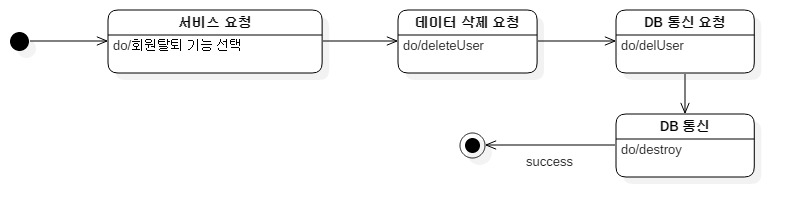 서비스 요청
do/회원탈퇴 기능 선택
데이터 삭제 요청
do/deleteUser
DB 통신 요청
do/delUser
DB 통신
do/destroy
success